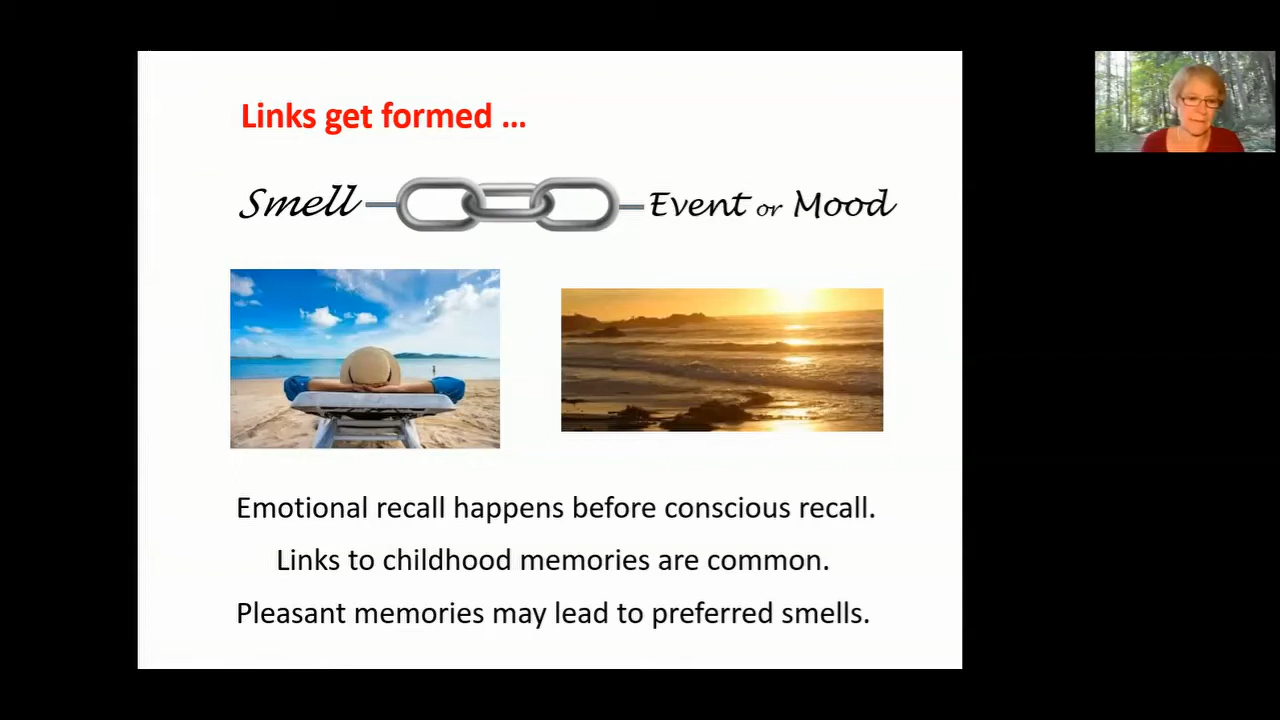 Links get formed ...
Smell Event or Mood
Emotional recall happens before conscious recall.
Links to childhood memories are common.
Pleasant memories may lead to preferred smells.